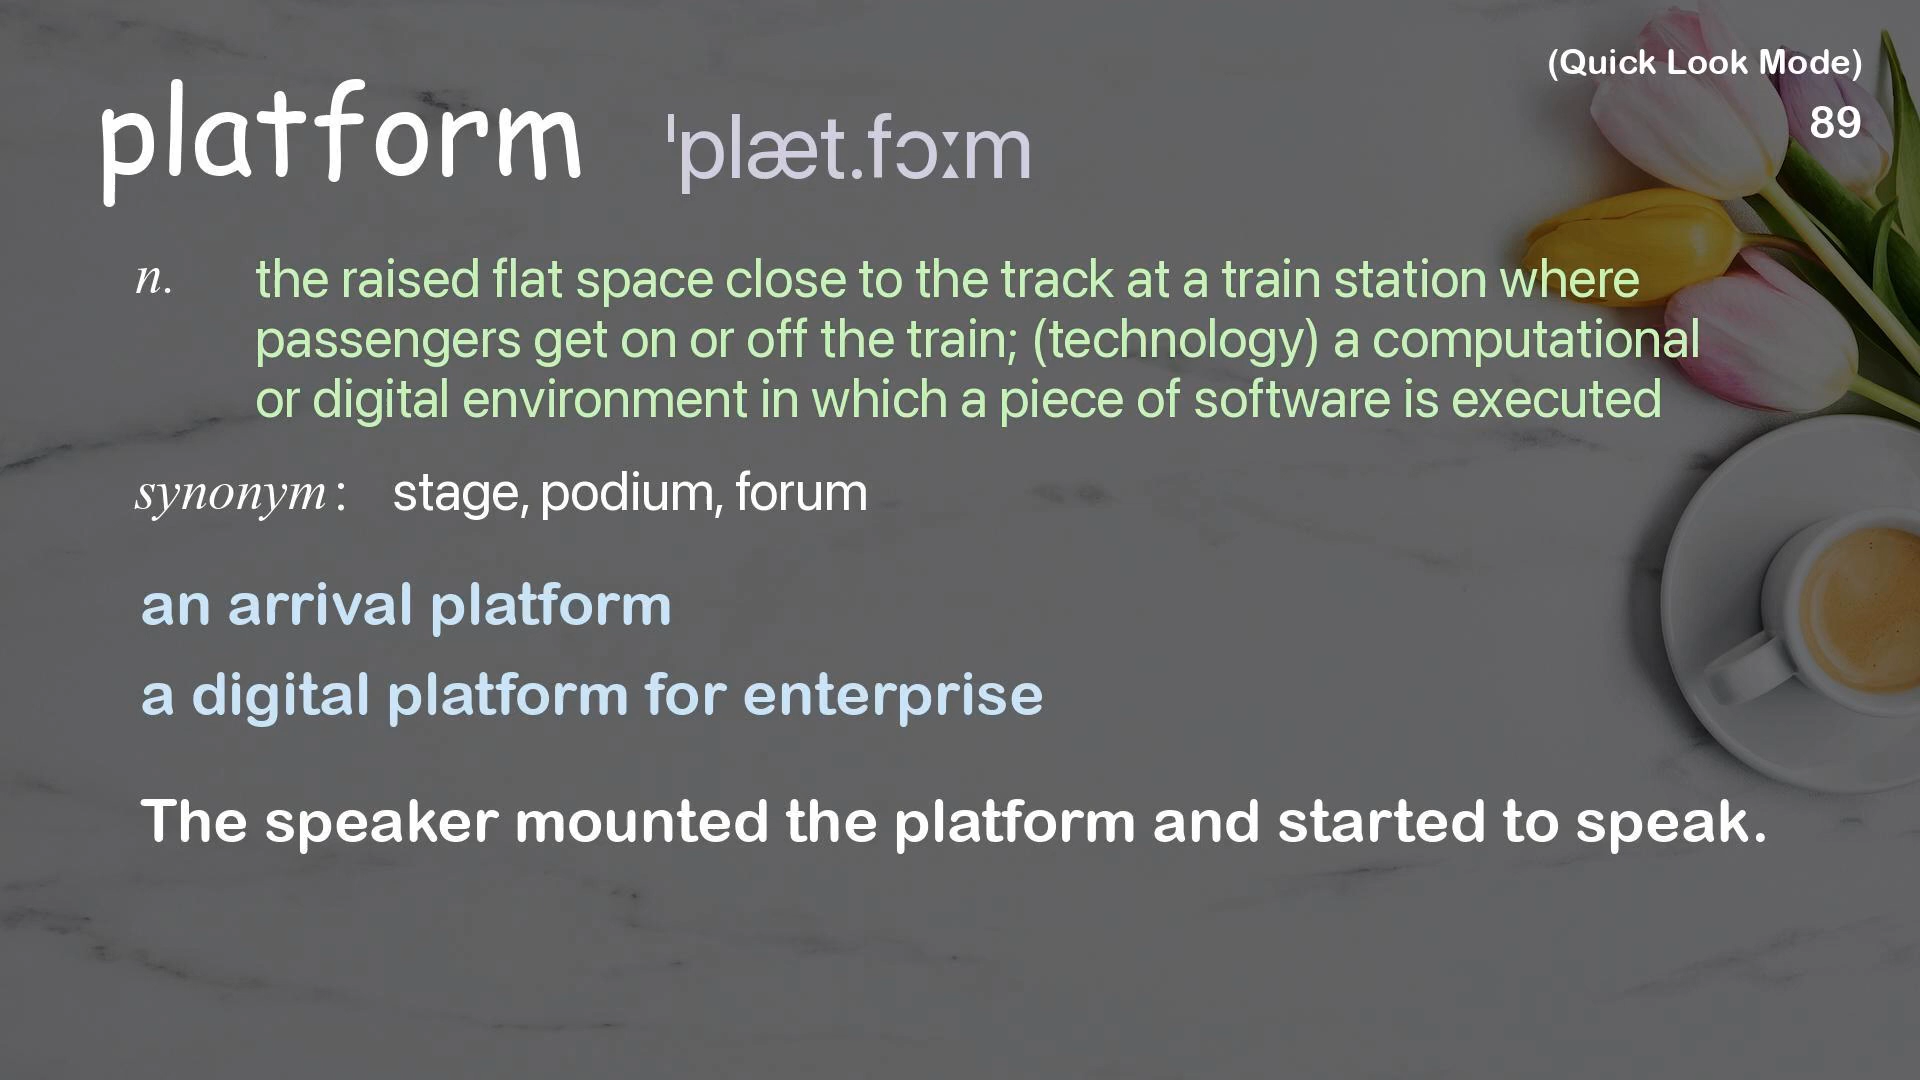 (Quick Look Mode)
89
platform ˈplæt.fɔːm
n. the raised flat space close to the track at a train station where
passengers get on or off the train; (technology) a computational
or digital environment in which a piece of software is executed
synonym: stage, podium, forum
an arrival platform
a digital platform for enterprise
The speaker mounted the platform and started to speak.